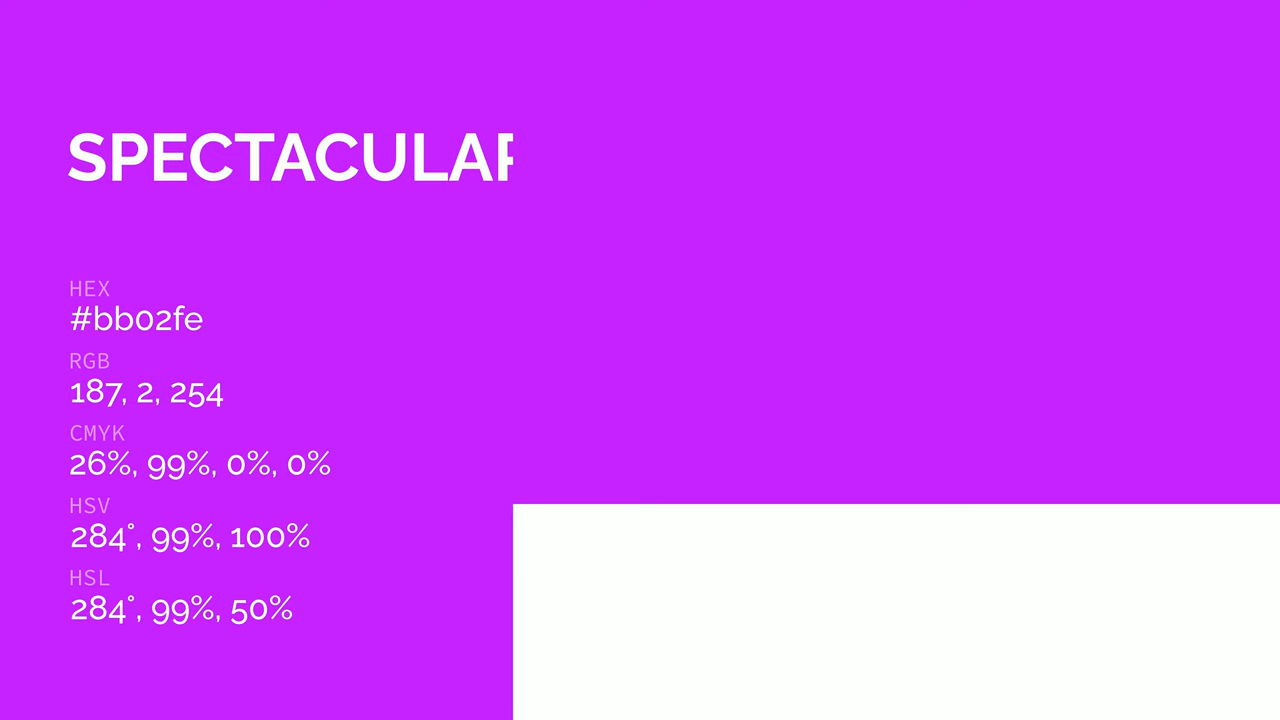 SPECTACULAR
HEX
#bb02fe
RGB
187, 2, 254
CMYK
26%, 99%, 0%, 0%
HSV
284°, 99%, 100%
HSL
284°, 99%, 50%